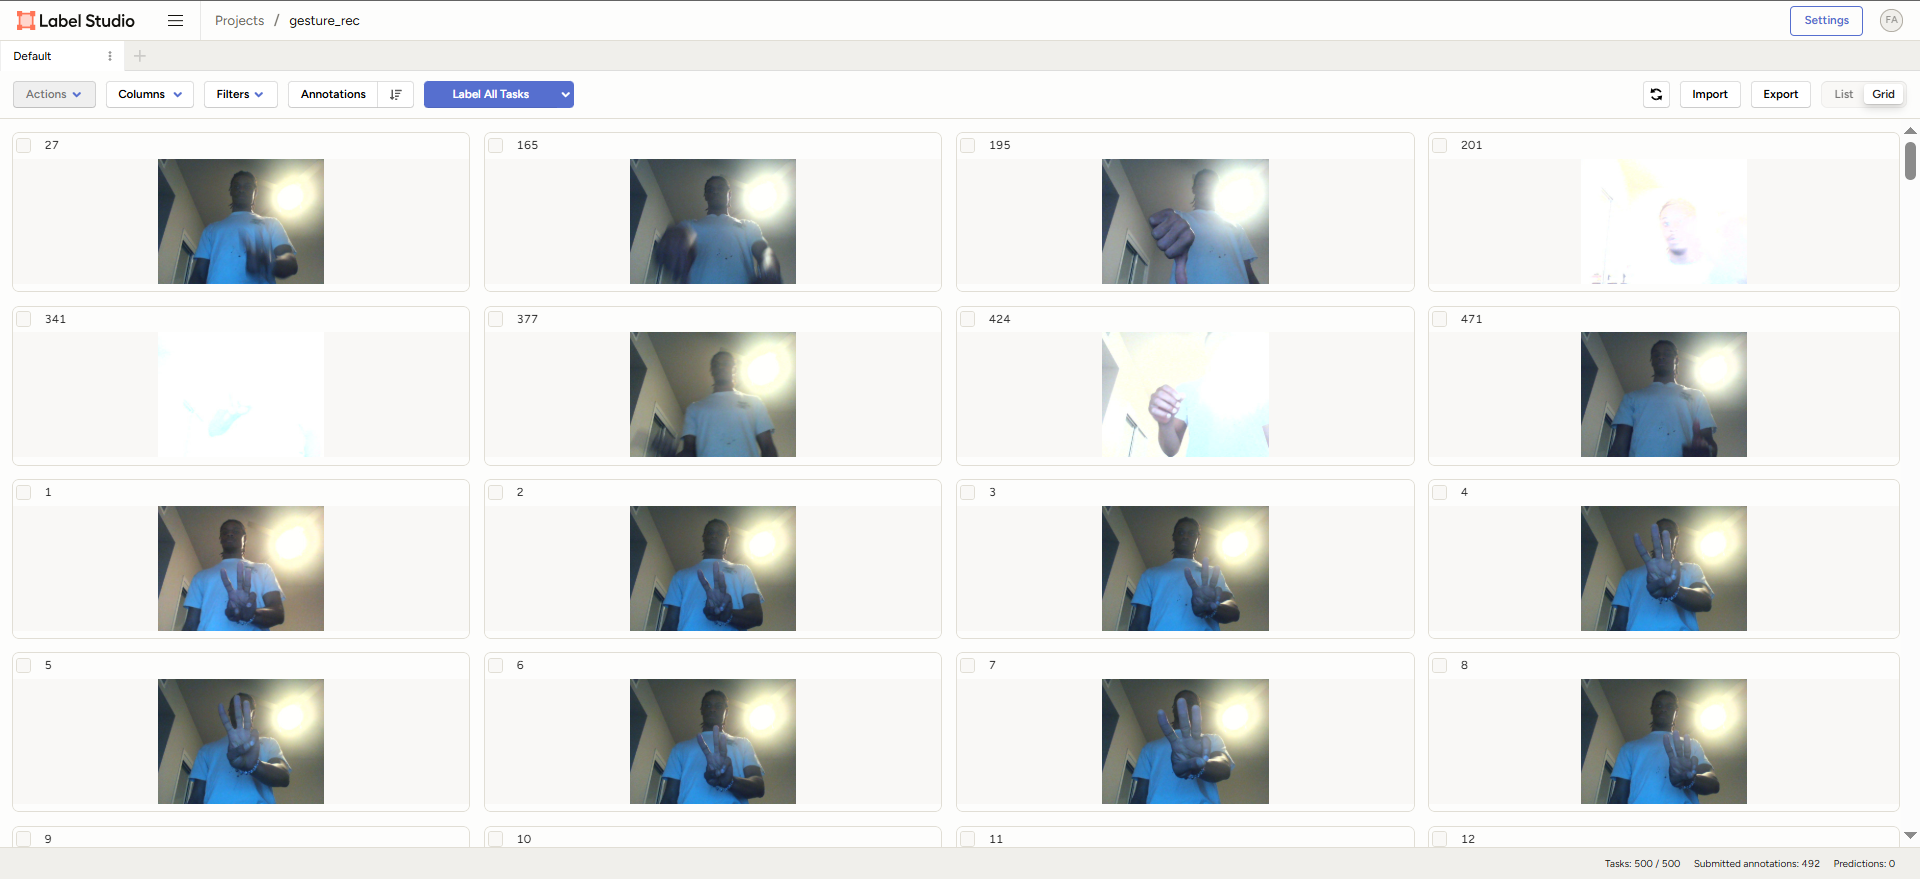 Label Studio
Projects / gesture_rec
Settings
FA
Default
Actions
Columns
Filters
Annotations
Label All Tasks
Import
Export
List
Grid
27
165
195
201
341
377
424
471
1
2
3
4
5
6
7
8
9
10
11
12
Tasks: 500 / 500
Submitted annotations: 492
Predictions: 0